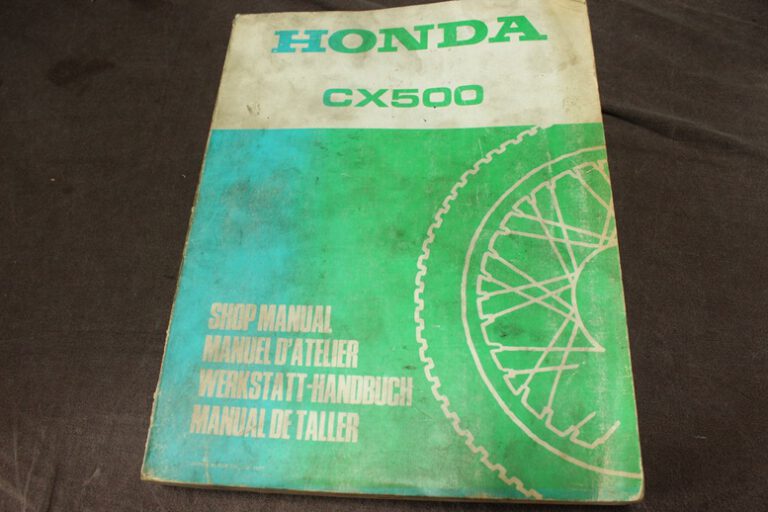 HONDA
CX500
SHOP MANUAL
MANUEL D'ATELIER
WERKSTATT-HANDBUCH
MANUAL DE TALLER